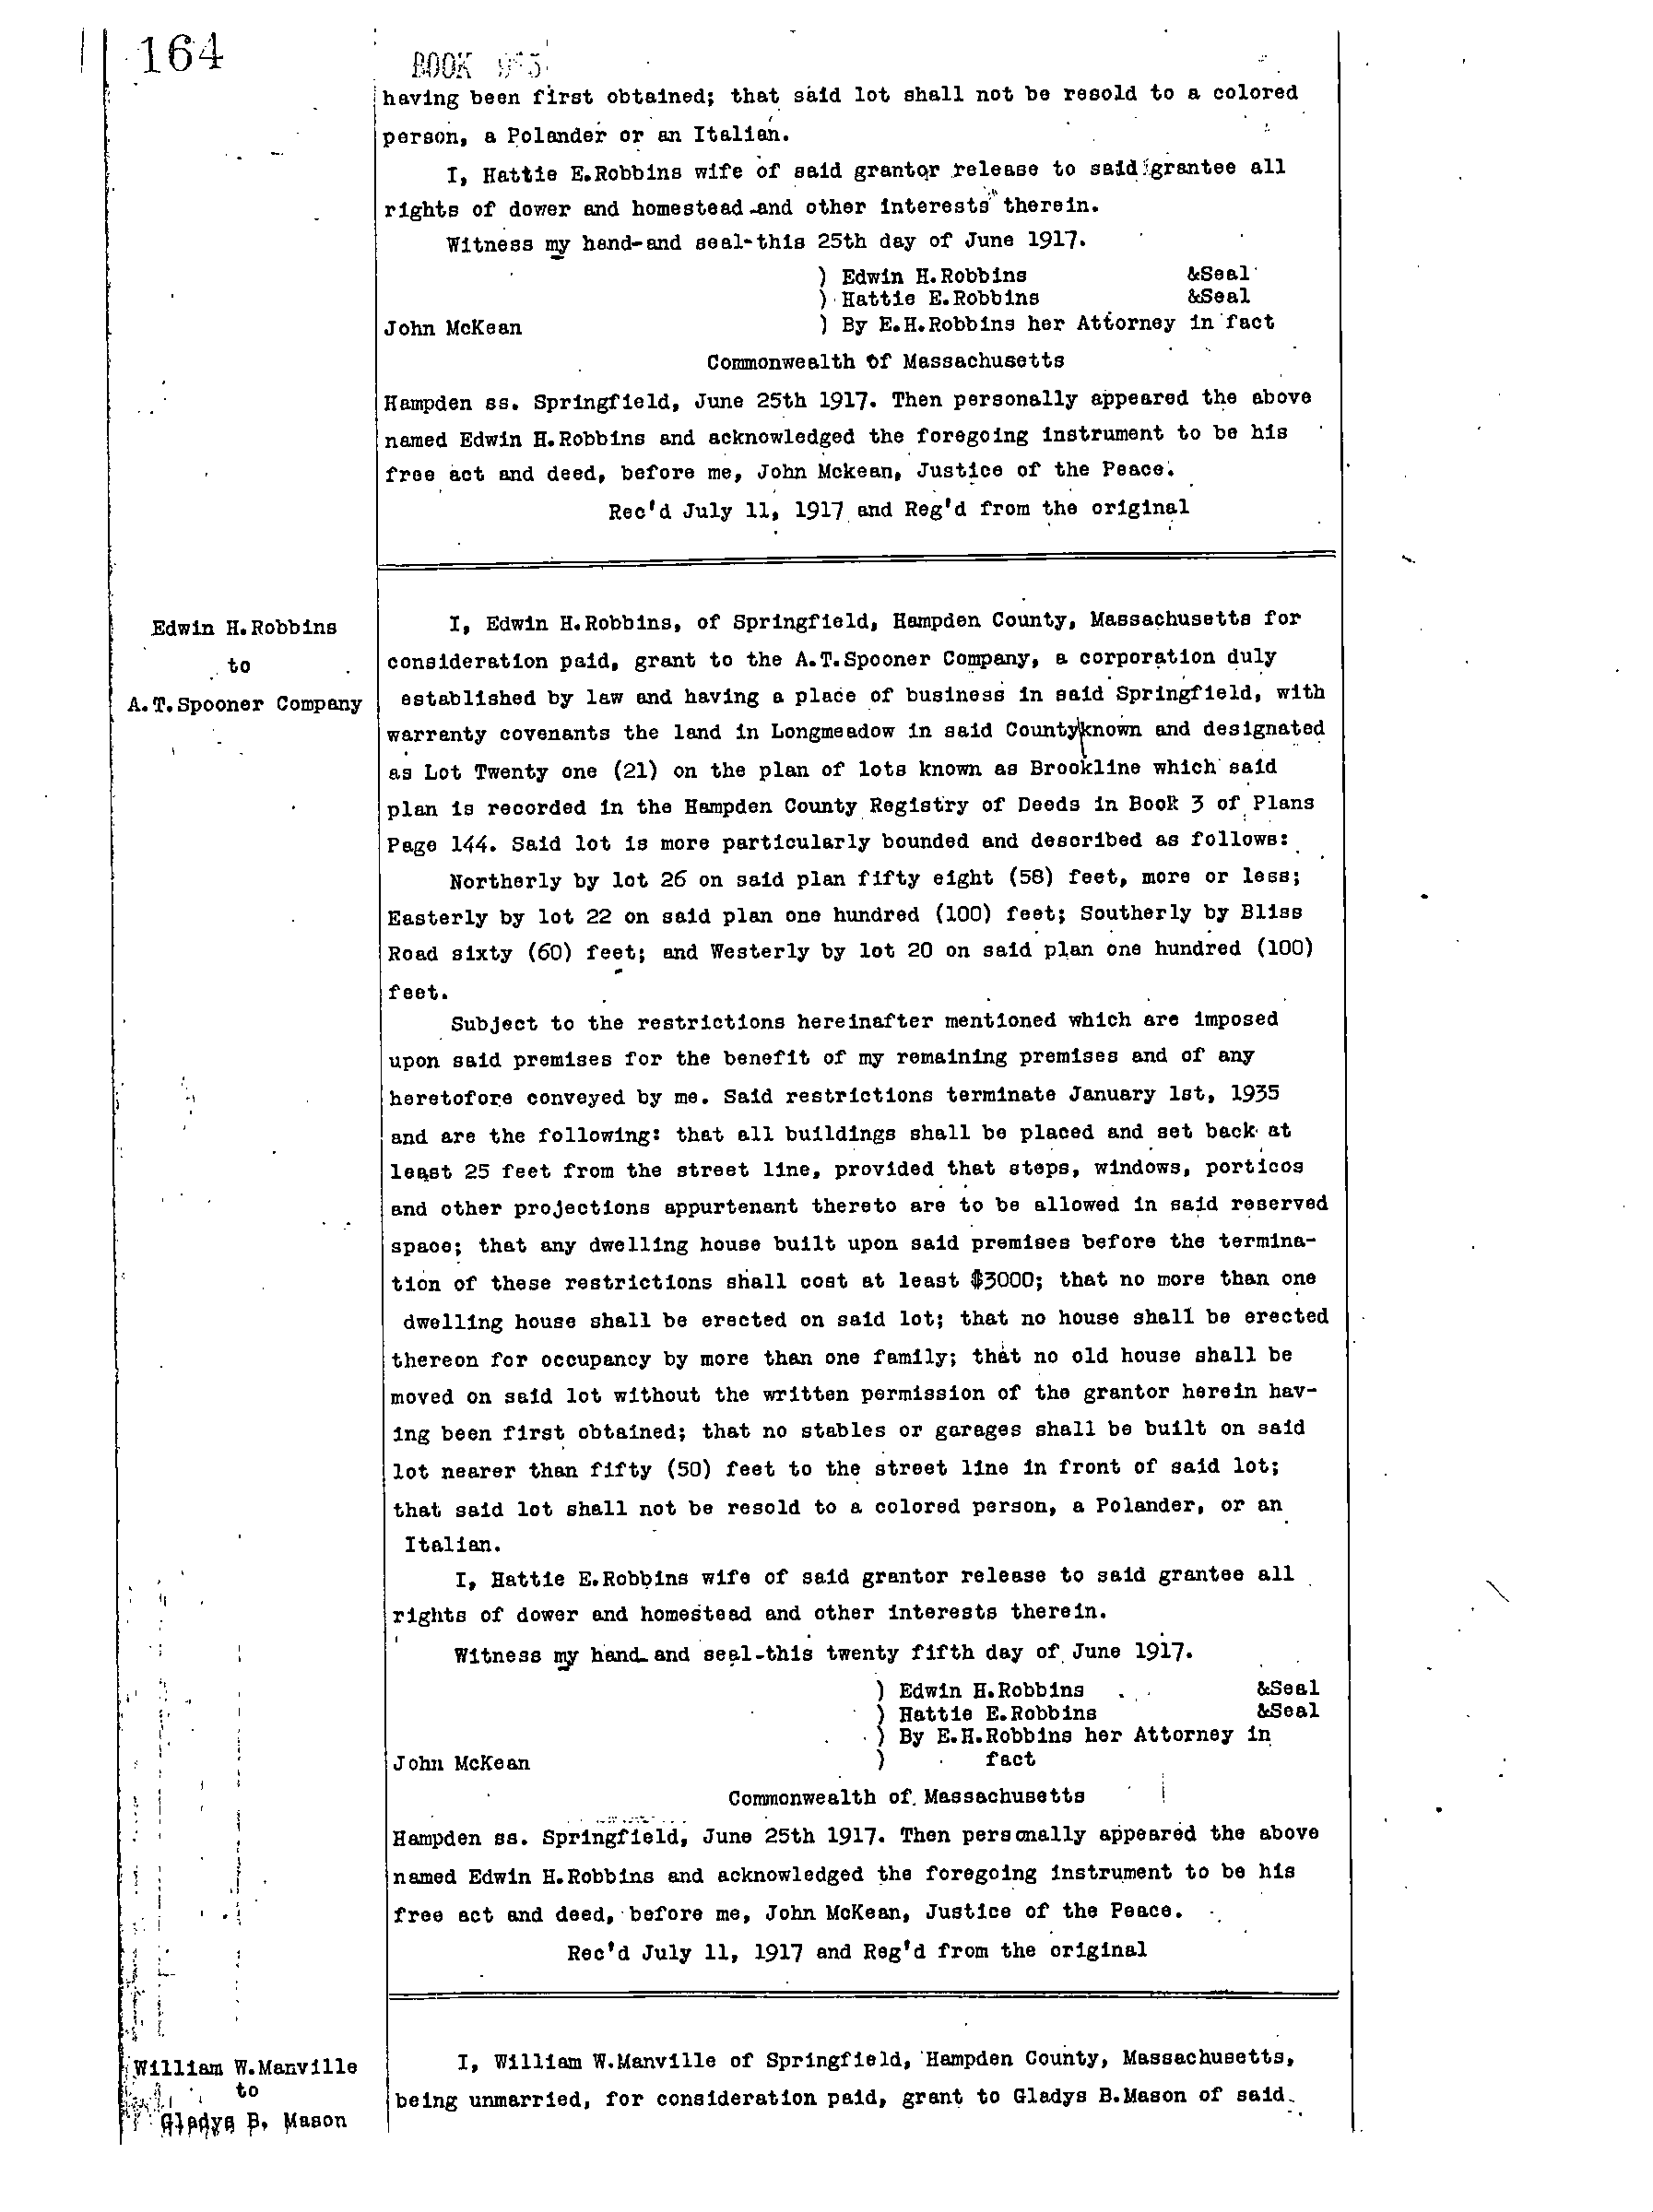 164
BOOK
having been first obtained; that said lot shall not be resold to a colored
person, a Polander or an Italian.
I, Hattie E.Robbins wife of said grantor release to said grantee all
rights of dower and homestead and other interests therein.
Witness my hand-and seal-this 25th day of June 1917.
) Edwin H.Robbins &Seal
) Hattie E.Robbins &Seal
John McKean ) By E.H.Robbins her Attorney in fact
Commonwealth of Massachusetts
Hampden ss. Springfield, June 25th 1917. Then personally appeared the above
named Edwin H.Robbins and acknowledged the foregoing instrument to be his
free act and deed, before me, John Mckean, Justice of the Peace.
Rec'd July 11, 1917 and Reg'd from the original
Edwin H.Robbins
to
A.T.Spooner Company
I, Edwin H.Robbins, of Springfield, Hampden County, Massachusetts for
consideration paid, grant to the A.T.Spooner Company, a corporation duly
established by law and having a place of business in said Springfield, with
warranty covenants the land in Longmeadow in said County known and designated
as Lot Twenty one (21) on the plan of lots known as Brookline which said
plan is recorded in the Hampden County Registry of Deeds in Book 3 of Plans
Page 144. Said lot is more particularly bounded and described as follows:
Northerly by lot 26 on said plan fifty eight (58) feet, more or less;
Easterly by lot 22 on said plan one hundred (100) feet; Southerly by Bliss
Road sixty (60) feet; and Westerly by lot 20 on said plan one hundred (100)
feet.
Subject to the restrictions hereinafter mentioned which are imposed
upon said premises for the benefit of my remaining premises and of any
heretofore conveyed by me. Said restrictions terminate January 1st, 1935
and are the following: that all buildings shall be placed and set back at
least 25 feet from the street line, provided that steps, windows, porticos
and other projections appurtenant thereto are to be allowed in said reserved
space; that any dwelling house built upon said premises before the termina-
tion of these restrictions shall cost at least $3000; that no more than one
dwelling house shall be erected on said lot; that no house shall be erected
thereon for occupancy by more than one family; that no old house shall be
moved on said lot without the written permission of the grantor herein hav-
ing been first obtained; that no stables or garages shall be built on said
lot nearer than fifty (50) feet to the street line in front of said lot;
that said lot shall not be resold to a colored person, a Polander, or an
Italian.
I, Hattie E.Robbins wife of said grantor release to said grantee all
rights of dower and homestead and other interests therein.
Witness my hand-and seal-this twenty fifth day of June 1917.
) Edwin H.Robbins &Seal
) Hattie E.Robbins &Seal
) By E.H.Robbins her Attorney in
John McKean ) fact
Commonwealth of Massachusetts
Hampden ss. Springfield, June 25th 1917. Then personally appeared the above
named Edwin H.Robbins and acknowledged the foregoing instrument to be his
free act and deed, before me, John McKean, Justice of the Peace.
Rec'd July 11, 1917 and Reg'd from the original
William W.Manville
to
Gladys B. Mason
I, William W.Manville of Springfield, Hampden County, Massachusetts,
being unmarried, for consideration paid, grant to Gladys B.Mason of said